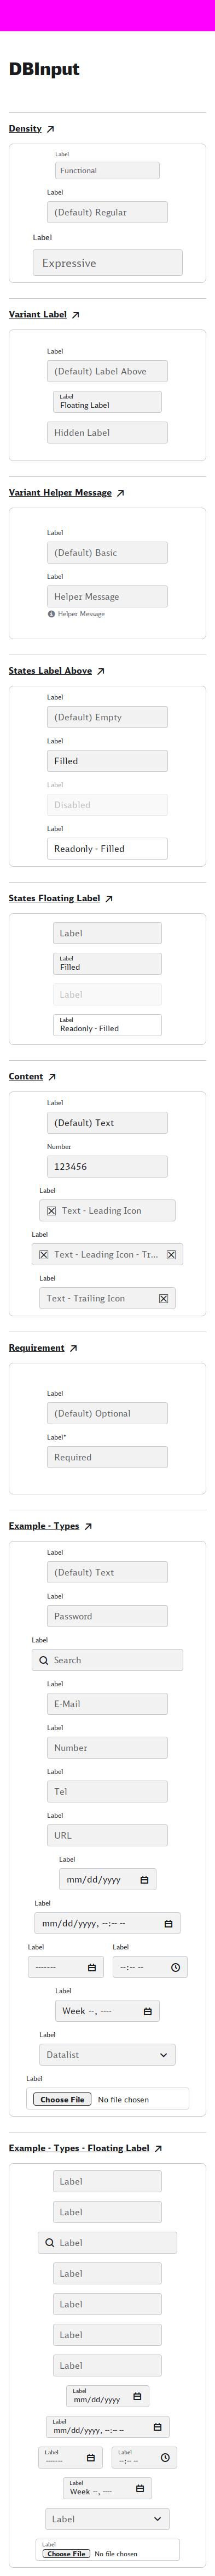 DBInput
Density
Label
Functional
Label
(Default) Regular
Label
Expressive
Variant Label
Label
(Default) Label Above
Label
Floating Label
Hidden Label
Variant Helper Message
Label
(Default) Basic
Label
Helper Message
Helper Message
States Label Above
Label
(Default) Empty
Label
Filled
Label
Disabled
Label
Readonly - Filled
States Floating Label
Label
Label
Filled
Label
Label
Readonly - Filled
Content
Label
(Default) Text
Number
123456
Label
Text - Leading Icon
Label
Text - Leading Icon - Tr...
Label
Text - Trailing Icon
Requirement
Label
(Default) Optional
Label*
Required
Example - Types
Label
(Default) Text
Label
Password
Label
Search
Label
E-Mail
Label
Number
Label
Tel
Label
URL
Label
mm/dd/yyyy
Label
mm/dd/yyyy, --:-- --
Label Label
------- --:-- --
Label
Week --, ----
Label
Datalist
Label
Choose File No file chosen
Example - Types - Floating Label
Label
Label
Label
Label
Label
Label
Label
Label
mm/dd/yyyy
Label
mm/dd/yyyy, --:-- --
Label Label
------- --:-- --
Label
Week --, ----
Label
Label
Choose File No file chosen